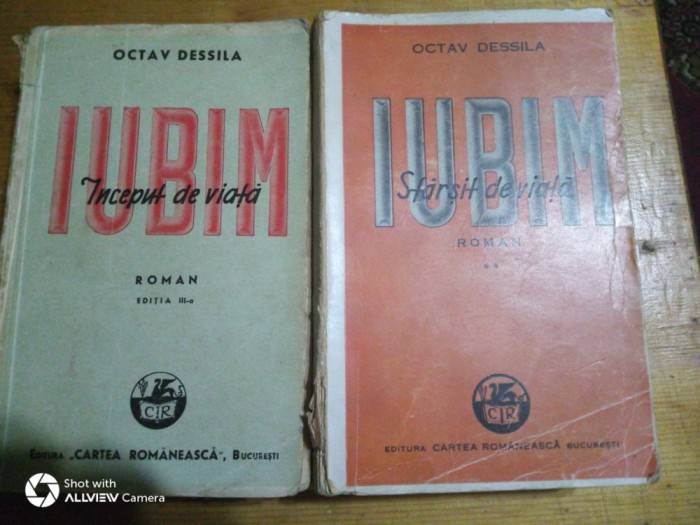 OCTAV DESSILA
IUBIM
Început de viață
ROMAN
EDIȚIA III-a
CR
EDITURA „CARTEA ROMÂNEASCĂ”, BUCUREȘTI
OCTAV DESSILA
IUBIM
Sfârșit de viață
ROMAN
**
CR
EDITURA CARTEA ROMÂNEASCĂ BUCUREȘTI
Shot with
ALLVIEW Camera